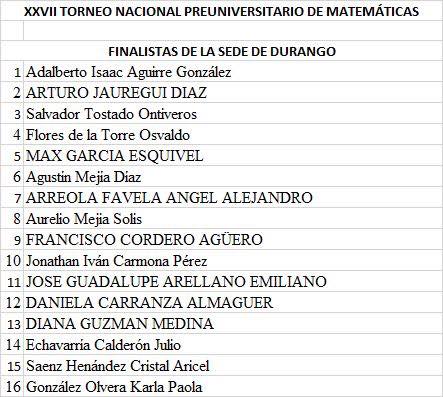 XXVII TORNEO NACIONAL PREUNIVERSITARIO DE MATEMÁTICAS
FINALISTAS DE LA SEDE DE DURANGO
1 Adalberto Isaac Aguirre González
2 ARTURO JAUREGUI DIAZ
3 Salvador Tostado Ontiveros
4 Flores de la Torre Osvaldo
5 MAX GARCIA ESQUIVEL
6 Agustin Mejia Diaz
7 ARREOLA FAVELA ANGEL ALEJANDRO
8 Aurelio Mejia Solis
9 FRANCISCO CORDERO AGÜERO
10 Jonathan Iván Carmona Pérez
11 JOSE GUADALUPE ARELLANO EMILIANO
12 DANIELA CARRANZA ALMAGUER
13 DIANA GUZMAN MEDINA
14 Echavarria Calderón Julio
15 Saenz Henández Cristal Aricel
16 González Olvera Karla Paola